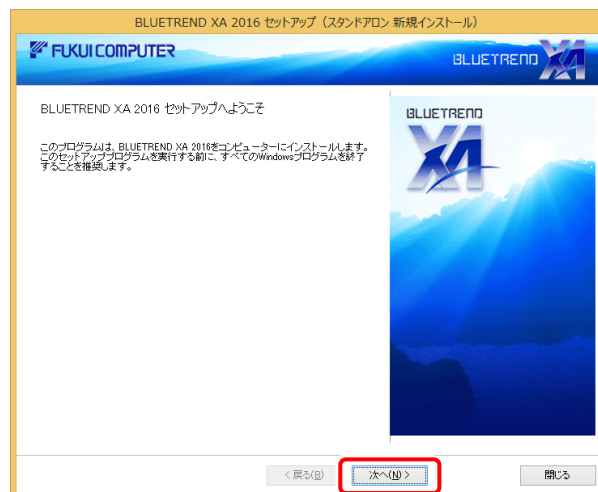 BLUETREND XA 2016 セットアップ（スタンドアロン 新規インストール）
FUKUI COMPUTER
BLUETREND XA
BLUETREND XA 2016 セットアップへようこそ
このプログラムは、BLUETREND XA 2016をコンピューターにインストールします。
このセットアッププログラムを実行する前に、すべてのWindowsプログラムを終了
することを推奨します。
BLUETREND
XA
< 戻る(B)
次へ(N) >
閉じる